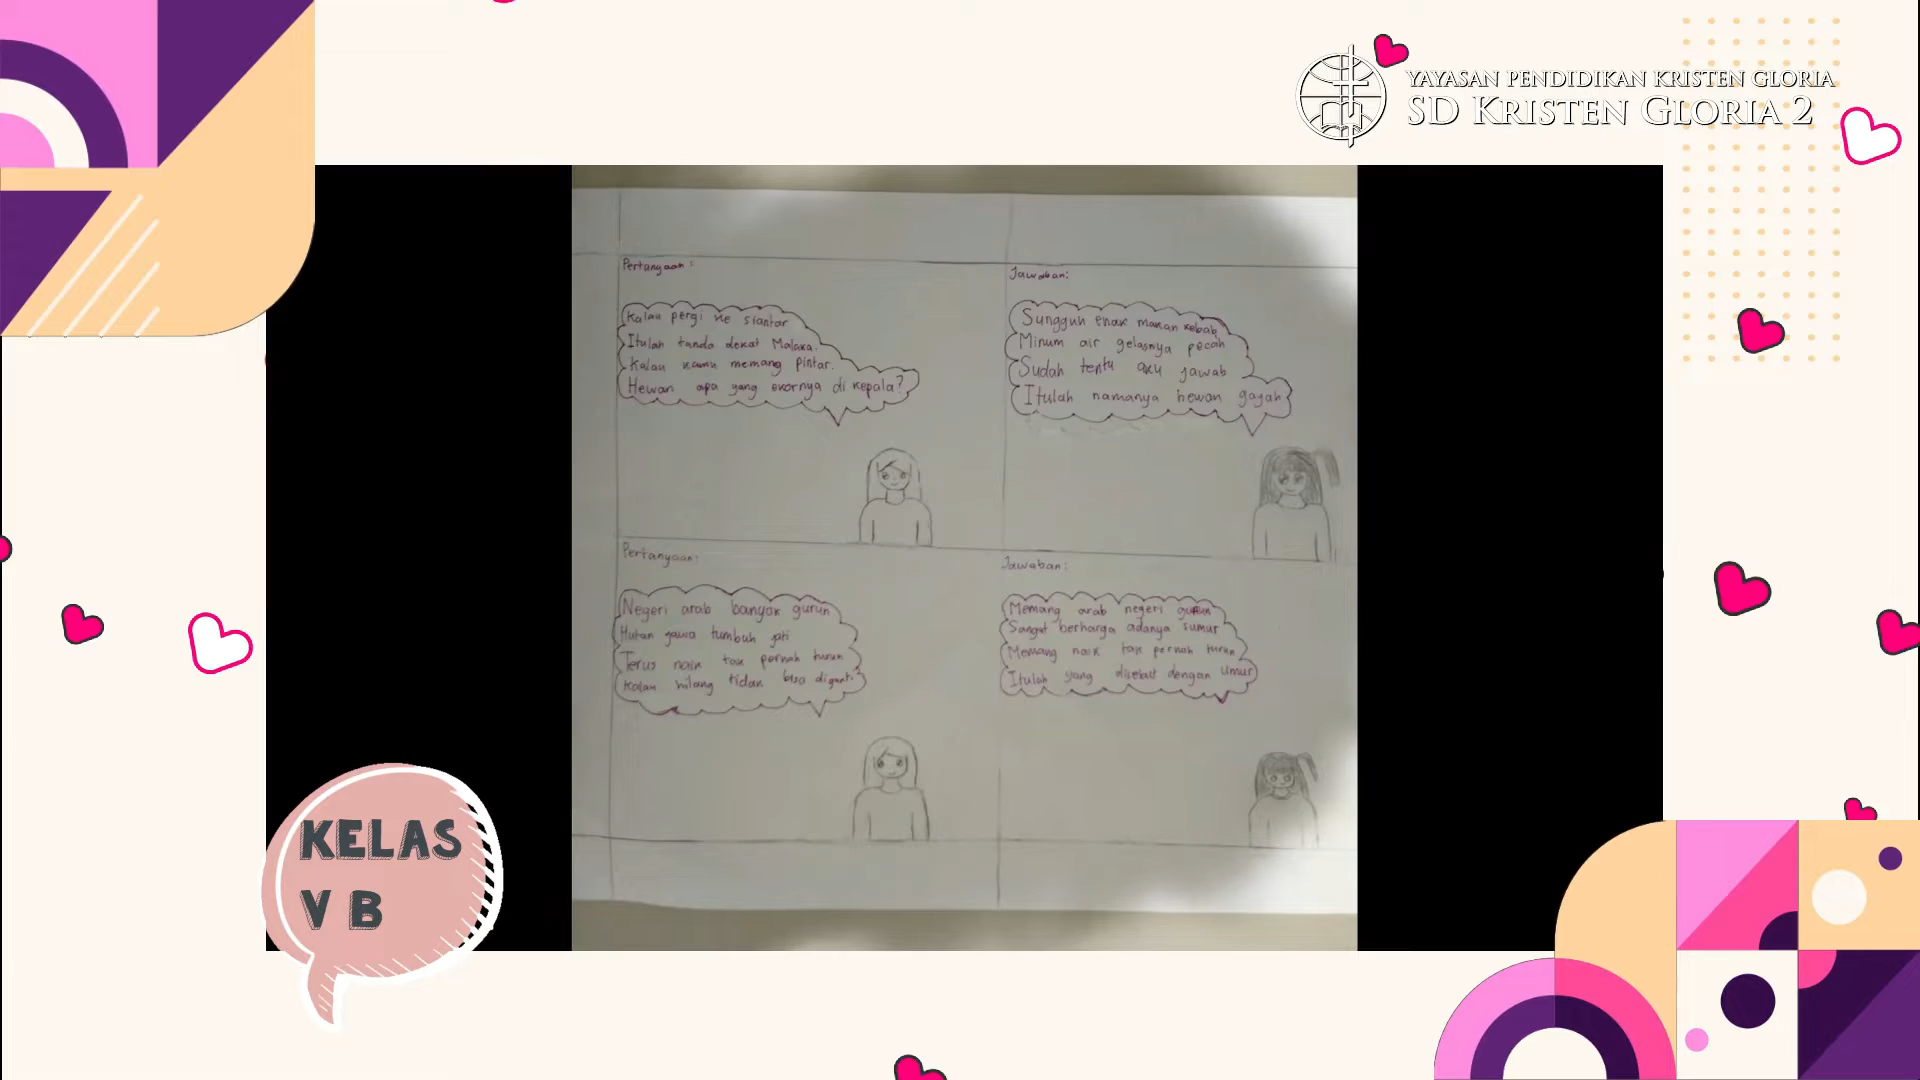 YAYASAN PENDIDIKAN KRISTEN GLORIA
SD KRISTEN GLORIA 2
Pertanyaan:
Kalau pergi ke siantar
Itulah tanda dekat Malaka.
Kalau kamu memang pintar.
Hewan apa yang ekornya di kepala?
Jawaban:
Sungguh enak makan kebab
Minum air gelasnya pecah
Sudah tentu aku jawab
Itulah namanya hewan gajah
Pertanyaan:
Negeri arab banyak gurun
Hutan jawa tumbuh jati
Terus naik tak pernah turun
Kalau hilang tidak bisa diganti.
Jawaban:
Memang arab negeri gurun
Sangat berharga adanya sumur
Memang naik tak pernah turun
Itulah yang disebut dengan umur
KELAS
V B